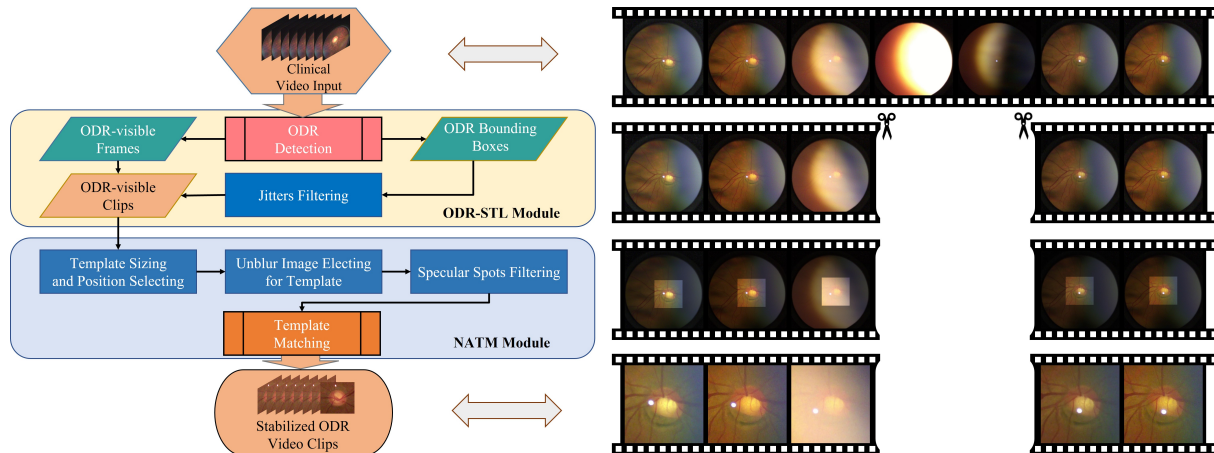 Clinical
Video Input
ODR-visible
Frames
ODR
Detection
ODR Bounding
Boxes
ODR-visible
Clips
Jitters Filtering
ODR-STL Module
Template Sizing
and Position Selecting
Unblur Image Electing
for Template
Specular Spots Filtering
Template
Matching
NATM Module
Stabilized ODR
Video Clips